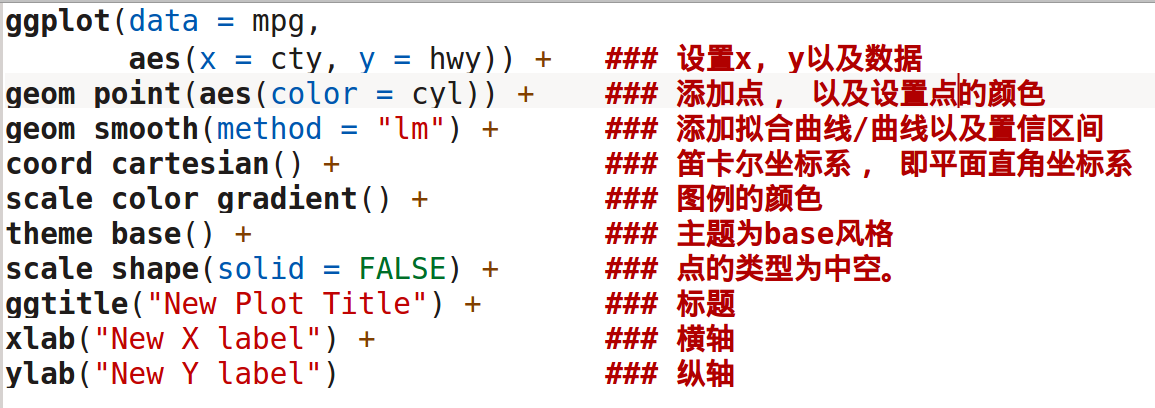 ggplot(data = mpg,
aes(x = cty, y = hwy)) + ### 设置x, y以及数据
geom point(aes(color = cyl)) + ### 添加点， 以及设置点的颜色
geom smooth(method = "lm") + ### 添加拟合曲线/曲线以及置信区间
coord cartesian() + ### 笛卡尔坐标系， 即平面直角坐标系
scale color gradient() + ### 图例的颜色
theme base() + ### 主题为base风格
scale shape(solid = FALSE) + ### 点的类型为中空。
ggtitle("New Plot Title") + ### 标题
xlab("New X label") + ### 横轴
ylab("New Y label") ### 纵轴